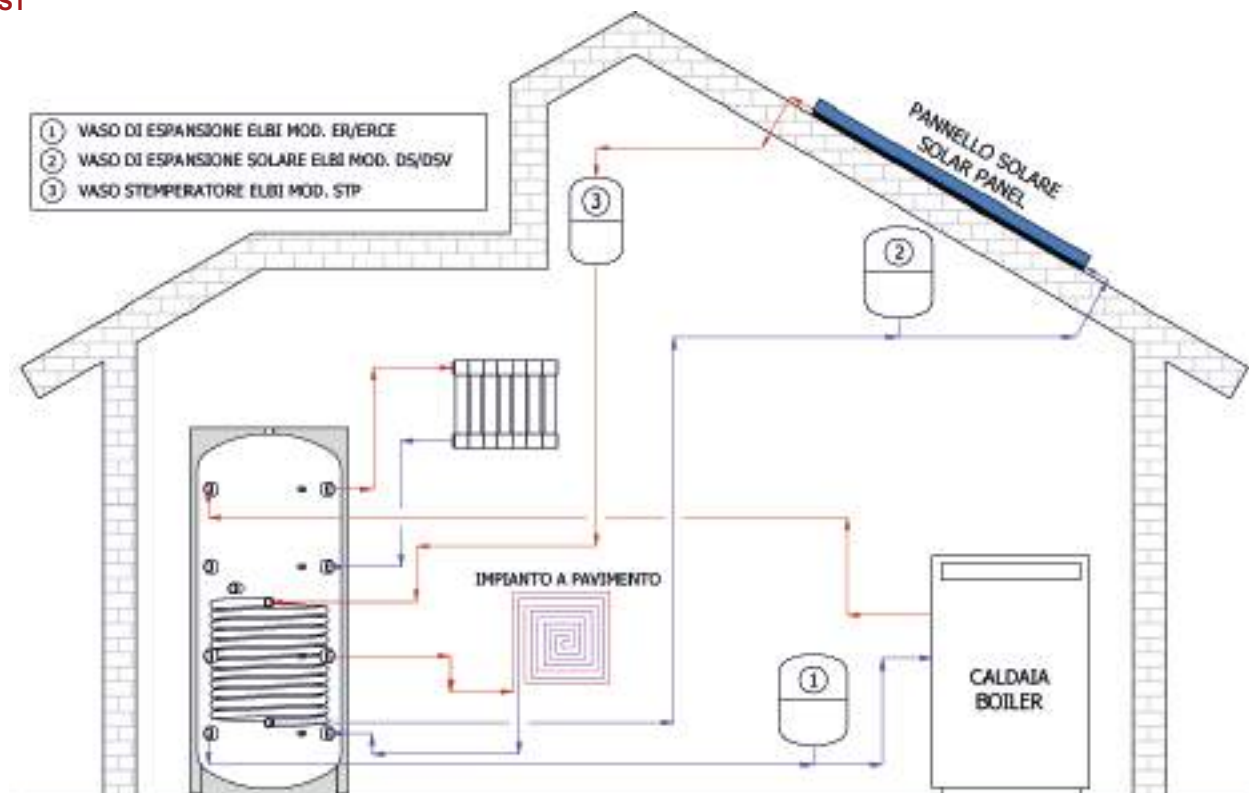 ST
① VASO DI ESPANSIONE ELBI MOD. ER/ERCE
② VASO DI ESPANSIONE SOLARE ELBI MOD. DS/DSV
③ VASO STEMPERATORE ELBI MOD. STP
PANNELLO SOLARE
SOLAR PANEL
③
②
IMPIANTO A PAVIMENTO
①
CALDAIA
BOILER